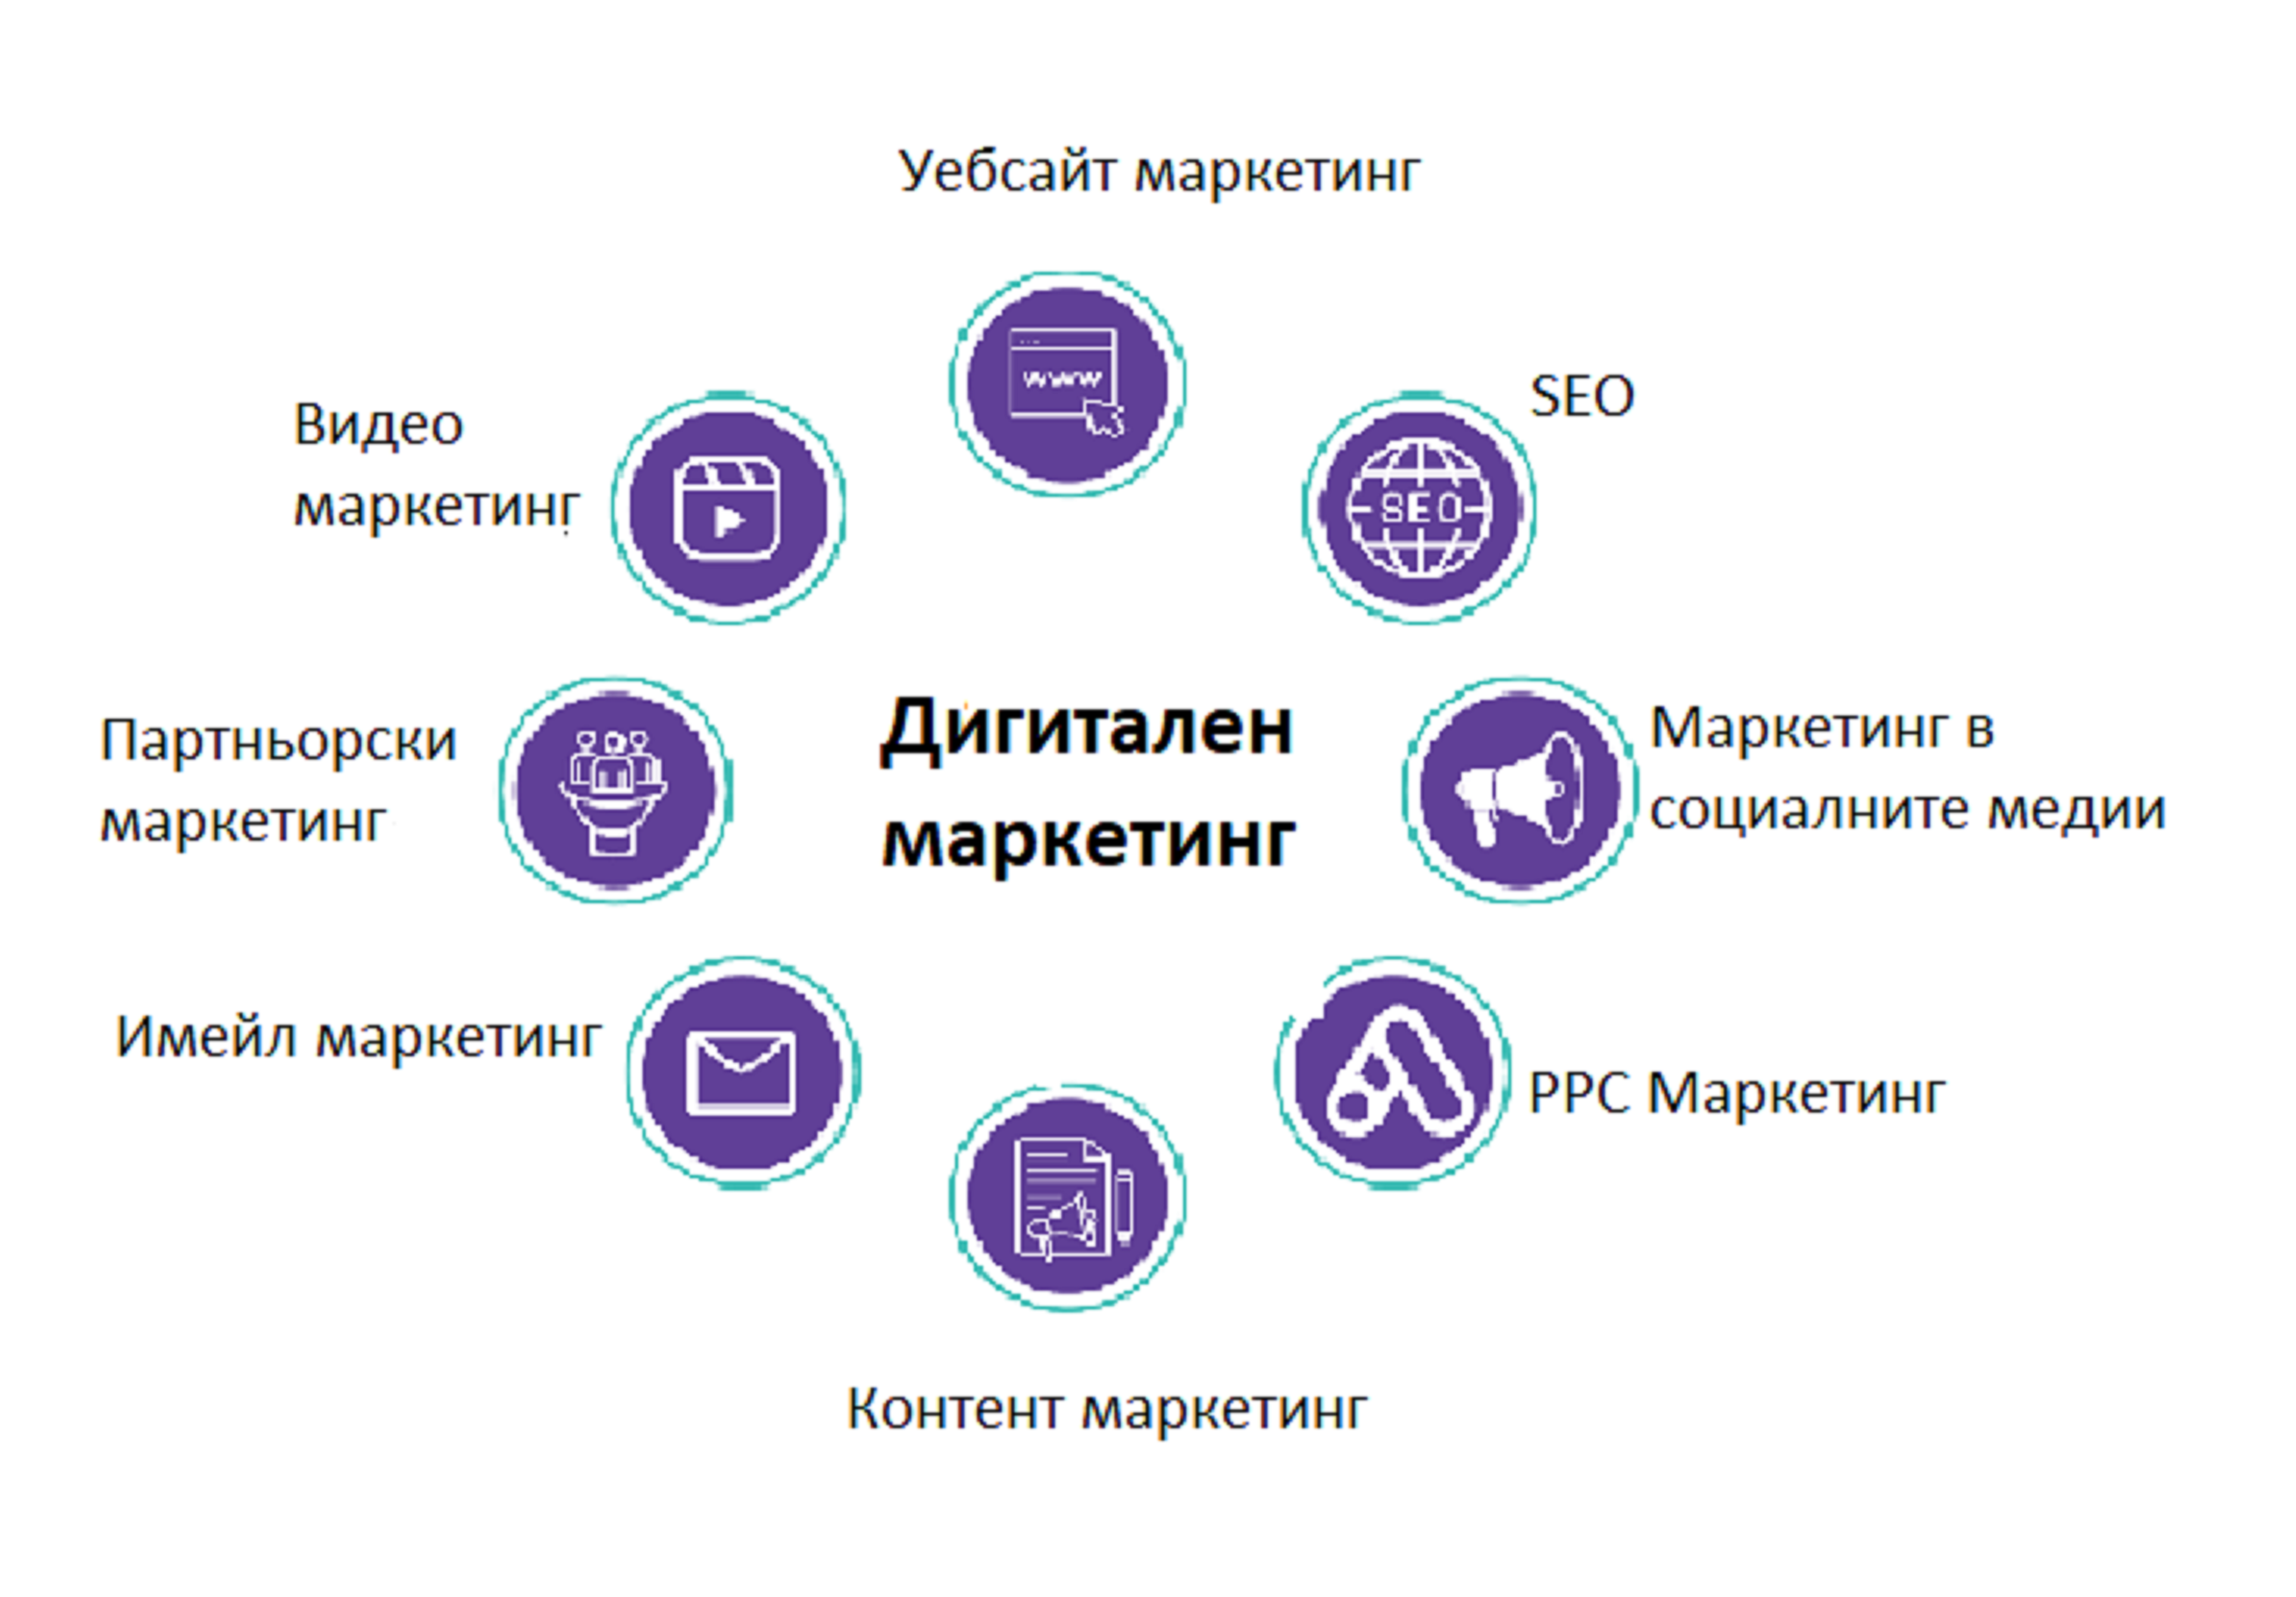 Уебсайт маркетинг
www
SEO
SEO
Видео
маркетинг
Дигитален
маркетинг
Маркетинг в
социалните медии
Партньорски
маркетинг
Имейл маркетинг
PPC Маркетинг
Контент маркетинг